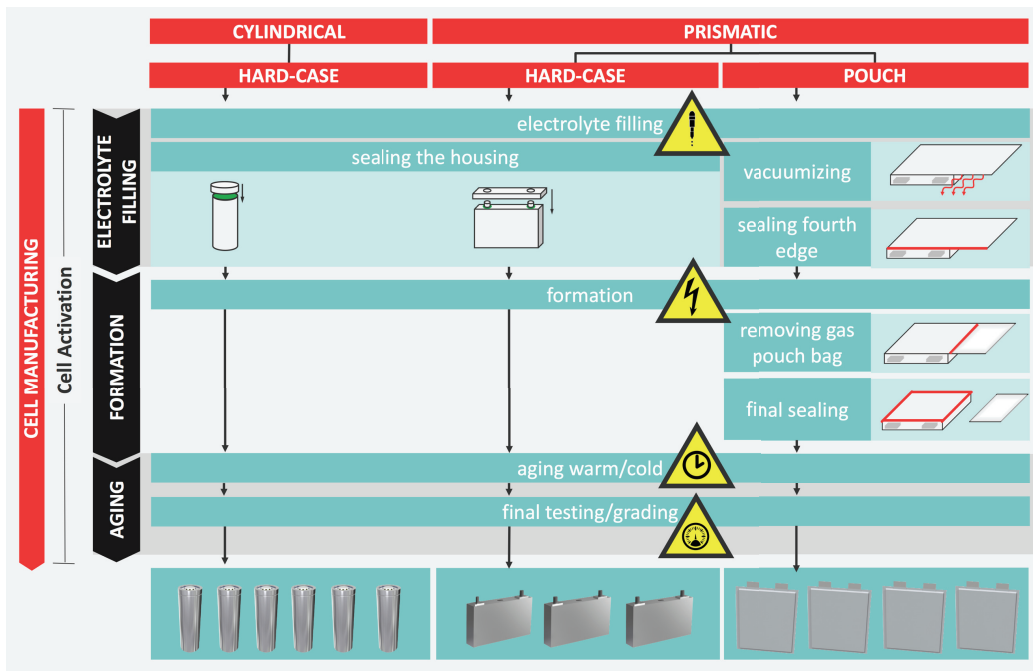 CYLINDRICAL
PRISMATIC
HARD-CASE
HARD-CASE
POUCH
CELL MANUFACTURING
Cell Activation
ELECTROLYTE
FILLING
electrolyte filling
sealing the housing
vacuumizing
sealing fourth
edge
FORMATION
formation
removing gas
pouch bag
final sealing
AGING
aging warm/cold
final testing/grading